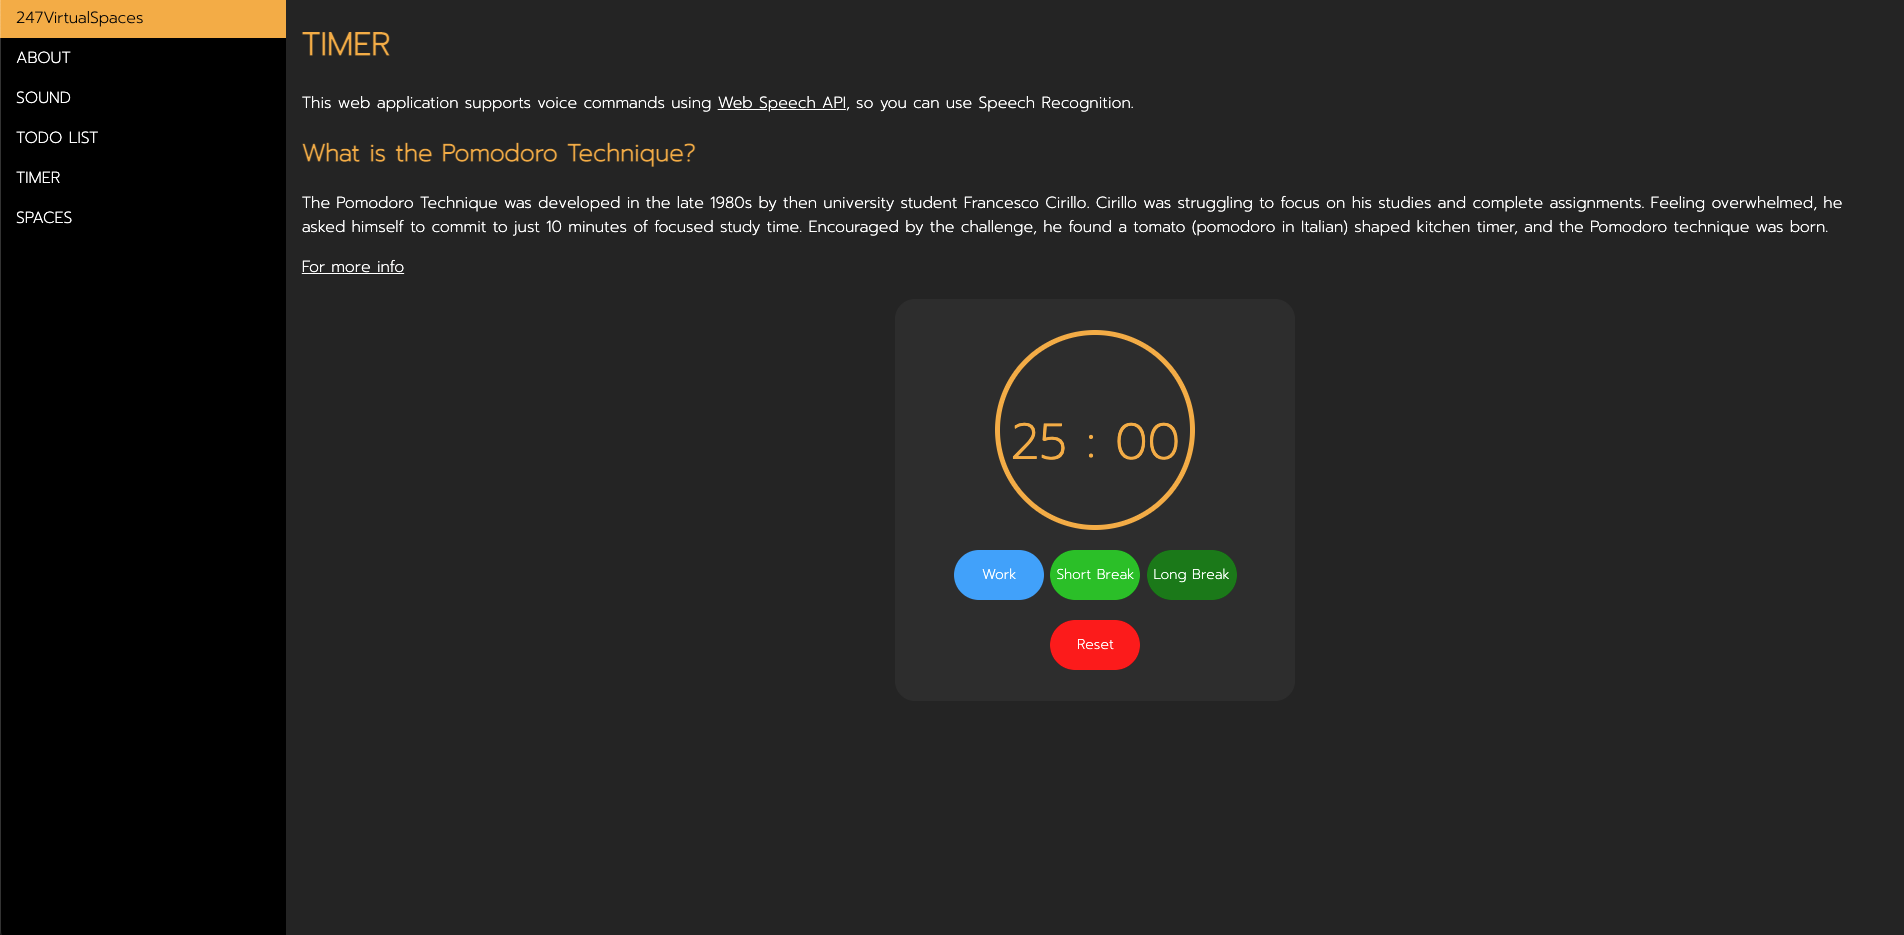 247VirtualSpaces
ABOUT
SOUND
TODO LIST
TIMER
SPACES
TIMER
This web application supports voice commands using Web Speech API, so you can use Speech Recognition.
What is the Pomodoro Technique?
The Pomodoro Technique was developed in the late 1980s by then university student Francesco Cirillo. Cirillo was struggling to focus on his studies and complete assignments. Feeling overwhelmed, he
asked himself to commit to just 10 minutes of focused study time. Encouraged by the challenge, he found a tomato (pomodoro in Italian) shaped kitchen timer, and the Pomodoro technique was born.
For more info
25 : 00
Work Short Break Long Break
Reset